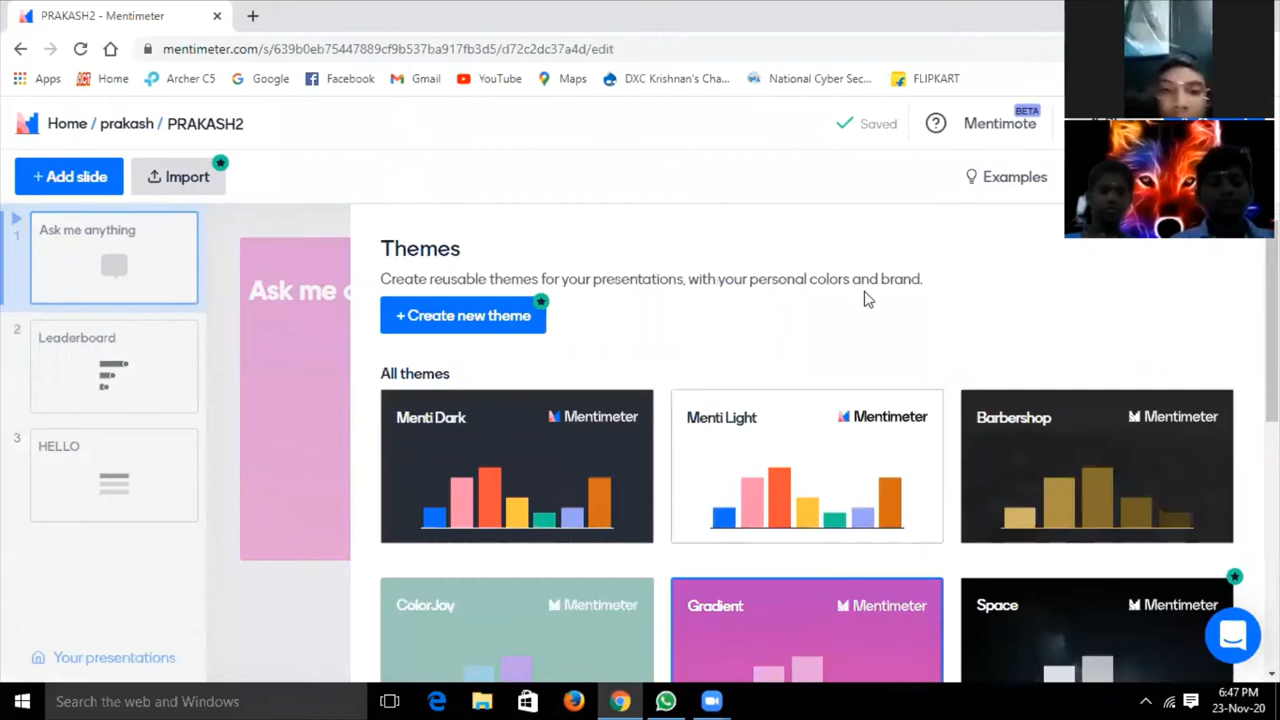 PRAKASH2 - Mentimeter
mentimeter.com/s/639b0eb75447889cf9b537ba917fb3d5/d72c2dc37a4d/edit
Apps Home Archer C5 Google Facebook Gmail YouTube Maps DXC Krishnan's Cha... National Cyber Sec... FLIPKART
Home / prakash / PRAKASH2
Saved
Mentimote
BETA
+ Add slide
Import
Examples
1
Ask me anything
2
Leaderboard
3
HELLO
Your presentations
Ask me
Themes
Create reusable themes for your presentations, with your personal colors and brand.
+ Create new theme
All themes
Menti Dark Mentimeter
Menti Light Mentimeter
Barbershop Mentimeter
ColorJoy Mentimeter
Gradient Mentimeter
Space Mentimeter
Search the web and Windows
6:47 PM
23-Nov-20